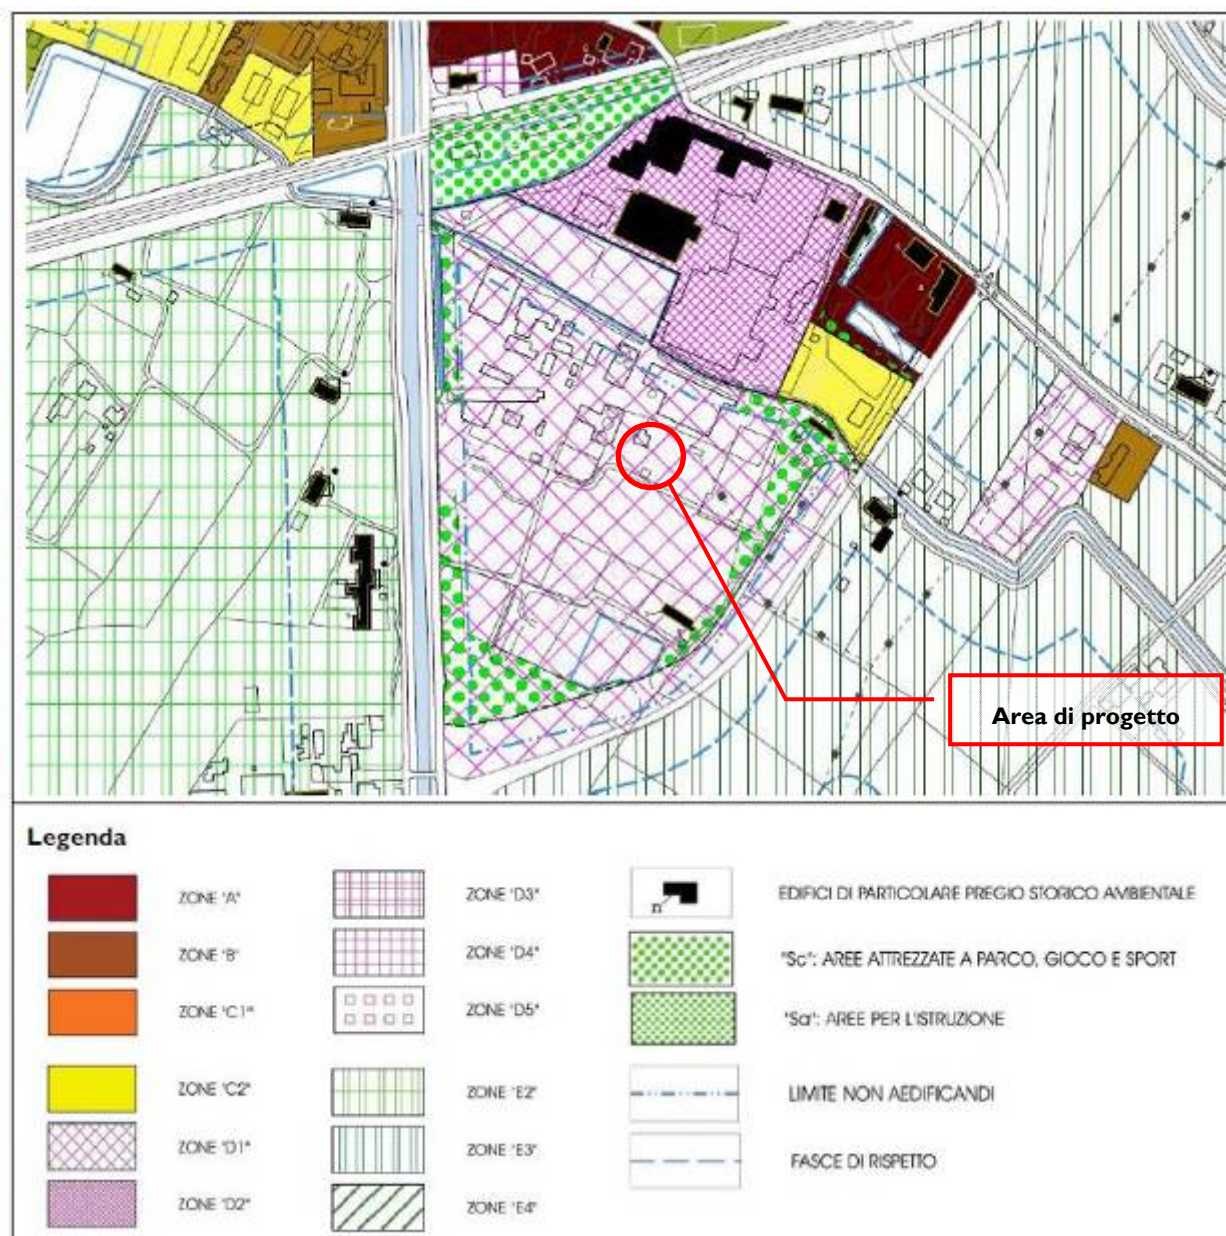 Area di progetto
Legenda
ZONE "A"
ZONE "B"
ZONE "C1"
ZONE "C2"
ZONE "D1"
ZONE "D2"
ZONE "D3"
ZONE "D4"
ZONE "D5"
ZONE "E2"
ZONE "E3"
ZONE "E4"
n
EDIFICI DI PARTICOLARE PREGIO STORICO AMBIENTALE
"Sc": AREE ATTREZZATE A PARCO, GIOCO E SPORT
"Sa": AREE PER L'ISTRUZIONE
LIMITE NON AEDIFICANDI
FASCE DI RISPETTO